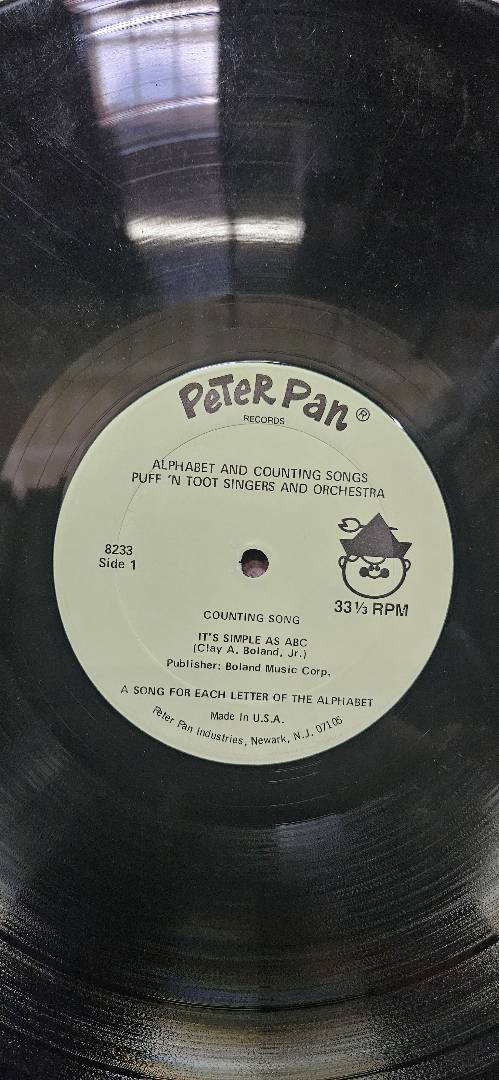 PETER PAN ®
RECORDS
ALPHABET AND COUNTING SONGS
PUFF 'N TOOT SINGERS AND ORCHESTRA
8233
Side 1
33⅓ RPM
COUNTING SONG
IT'S SIMPLE AS ABC
(Clay A. Boland, Jr.)
Publisher: Boland Music Corp.
A SONG FOR EACH LETTER OF THE ALPHABET
Made In U.S.A.
Peter Pan Industries, Newark, N.J. 07105